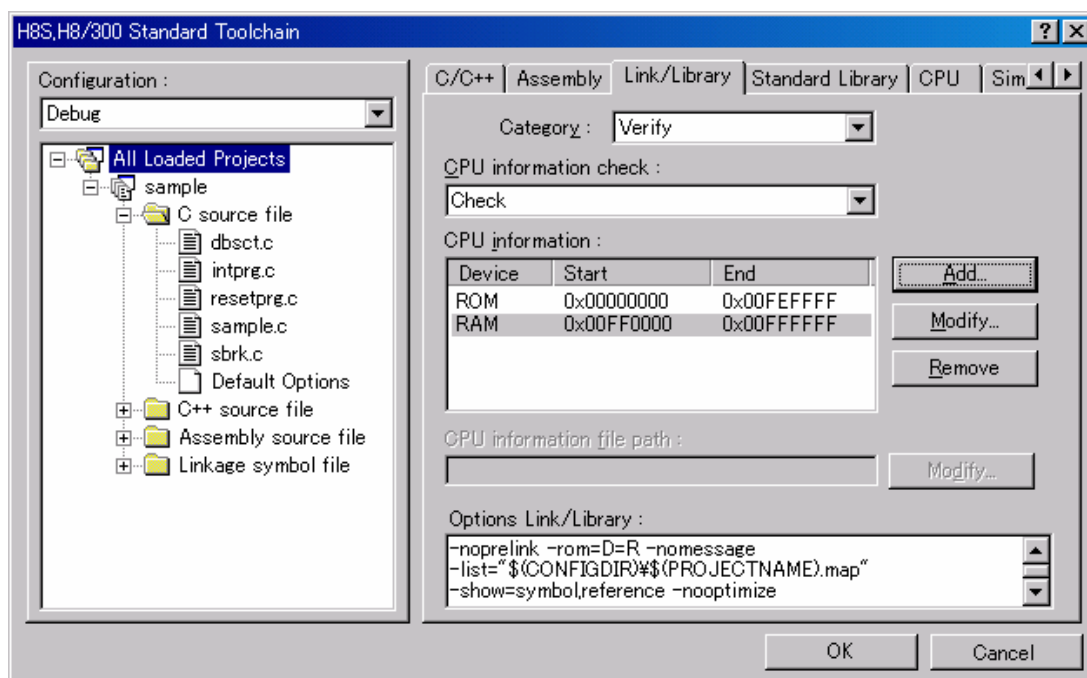 H8S,H8/300 Standard Toolchain
Configuration :
Debug
All Loaded Projects
sample
C source file
dbsct.c
intprg.c
resetprg.c
sample.c
sbrk.c
Default Options
C++ source file
Assembly source file
Linkage symbol file
C/C++ Assembly Link/Library Standard Library CPU Sim
Category : Verify
CPU information check :
Check
CPU information :
Device Start End
ROM 0x00000000 0x00FEFFFF
RAM 0x00FF0000 0x00FFFFFF
Add...
Modify...
Remove
CPU information file path :
Modify...
Options Link/Library :
-noprelink -rom=D=R -nomessage
-list="$(CONFIGDIR)¥$(PROJECTNAME).map"
-show=symbol,reference -nooptimize
OK Cancel